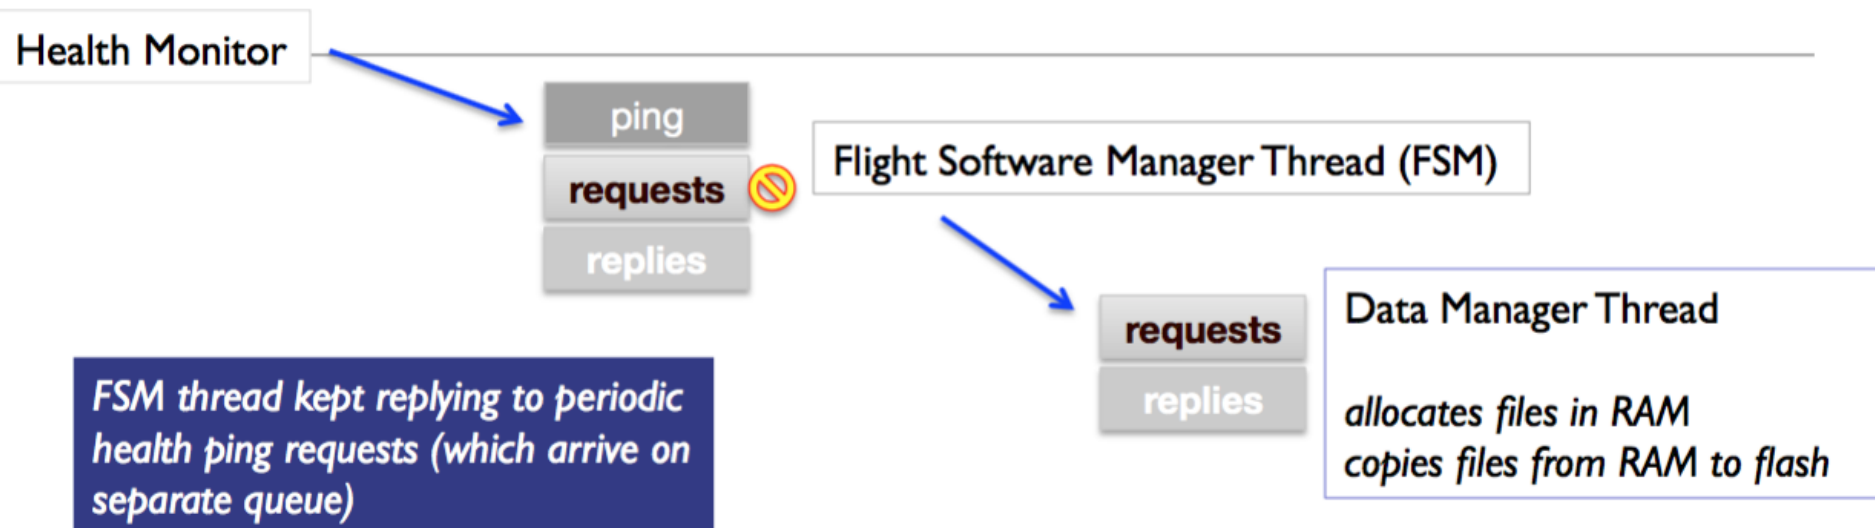 Health Monitor
ping
requests
replies
Flight Software Manager Thread (FSM)
requests
replies
Data Manager Thread
allocates files in RAM
copies files from RAM to flash
FSM thread kept replying to periodic
health ping requests (which arrive on
separate queue)